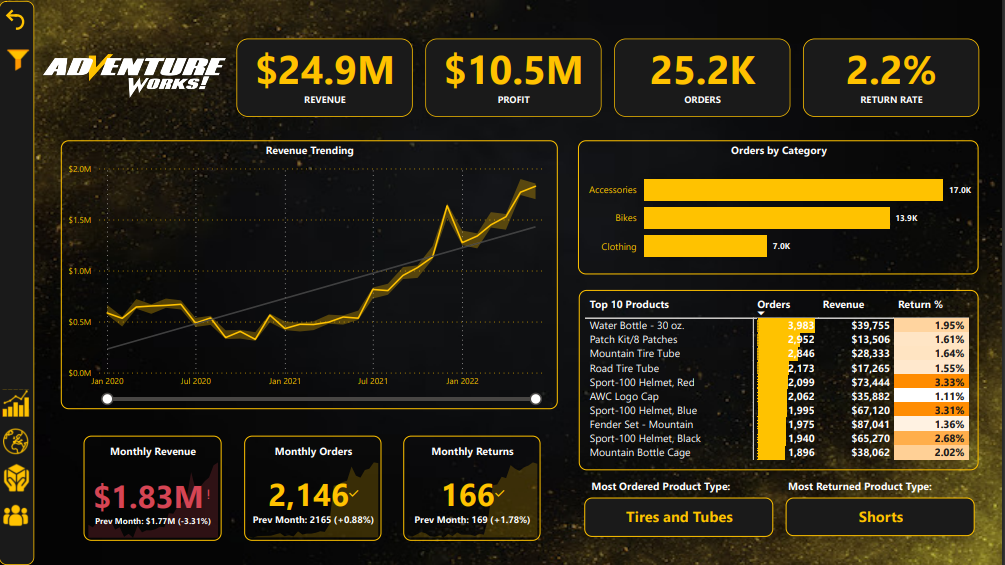 ADVENTURE
WORKS!
$24.9M
REVENUE
$10.5M
PROFIT
25.2K
ORDERS
2.2%
RETURN RATE
Revenue Trending
$2.0M
$1.5M
$1.0M
$0.5M
$0.0M
Jan 2020 Jul 2020 Jan 2021 Jul 2021 Jan 2022
Orders by Category
Accessories 17.0K
Bikes 13.9K
Clothing 7.0K
Top 10 Products Orders Revenue Return %
Water Bottle - 30 oz. 3,983 $39,755 1.95%
Patch Kit/8 Patches 2,952 $13,506 1.61%
Mountain Tire Tube 2,846 $28,333 1.64%
Road Tire Tube 2,173 $17,265 1.55%
Sport-100 Helmet, Red 2,099 $73,444 3.33%
AWC Logo Cap 2,062 $35,882 1.11%
Sport-100 Helmet, Blue 1,995 $67,120 3.31%
Fender Set - Mountain 1,975 $87,041 1.36%
Sport-100 Helmet, Black 1,940 $65,270 2.68%
Mountain Bottle Cage 1,896 $38,062 2.02%
Monthly Revenue
$1.83M!
Prev Month: $1.77M (-3.31%)
Monthly Orders
2,146✓
Prev Month: 2165 (+0.88%)
Monthly Returns
166✓
Prev Month: 169 (+1.78%)
Most Ordered Product Type:
Tires and Tubes
Most Returned Product Type:
Shorts